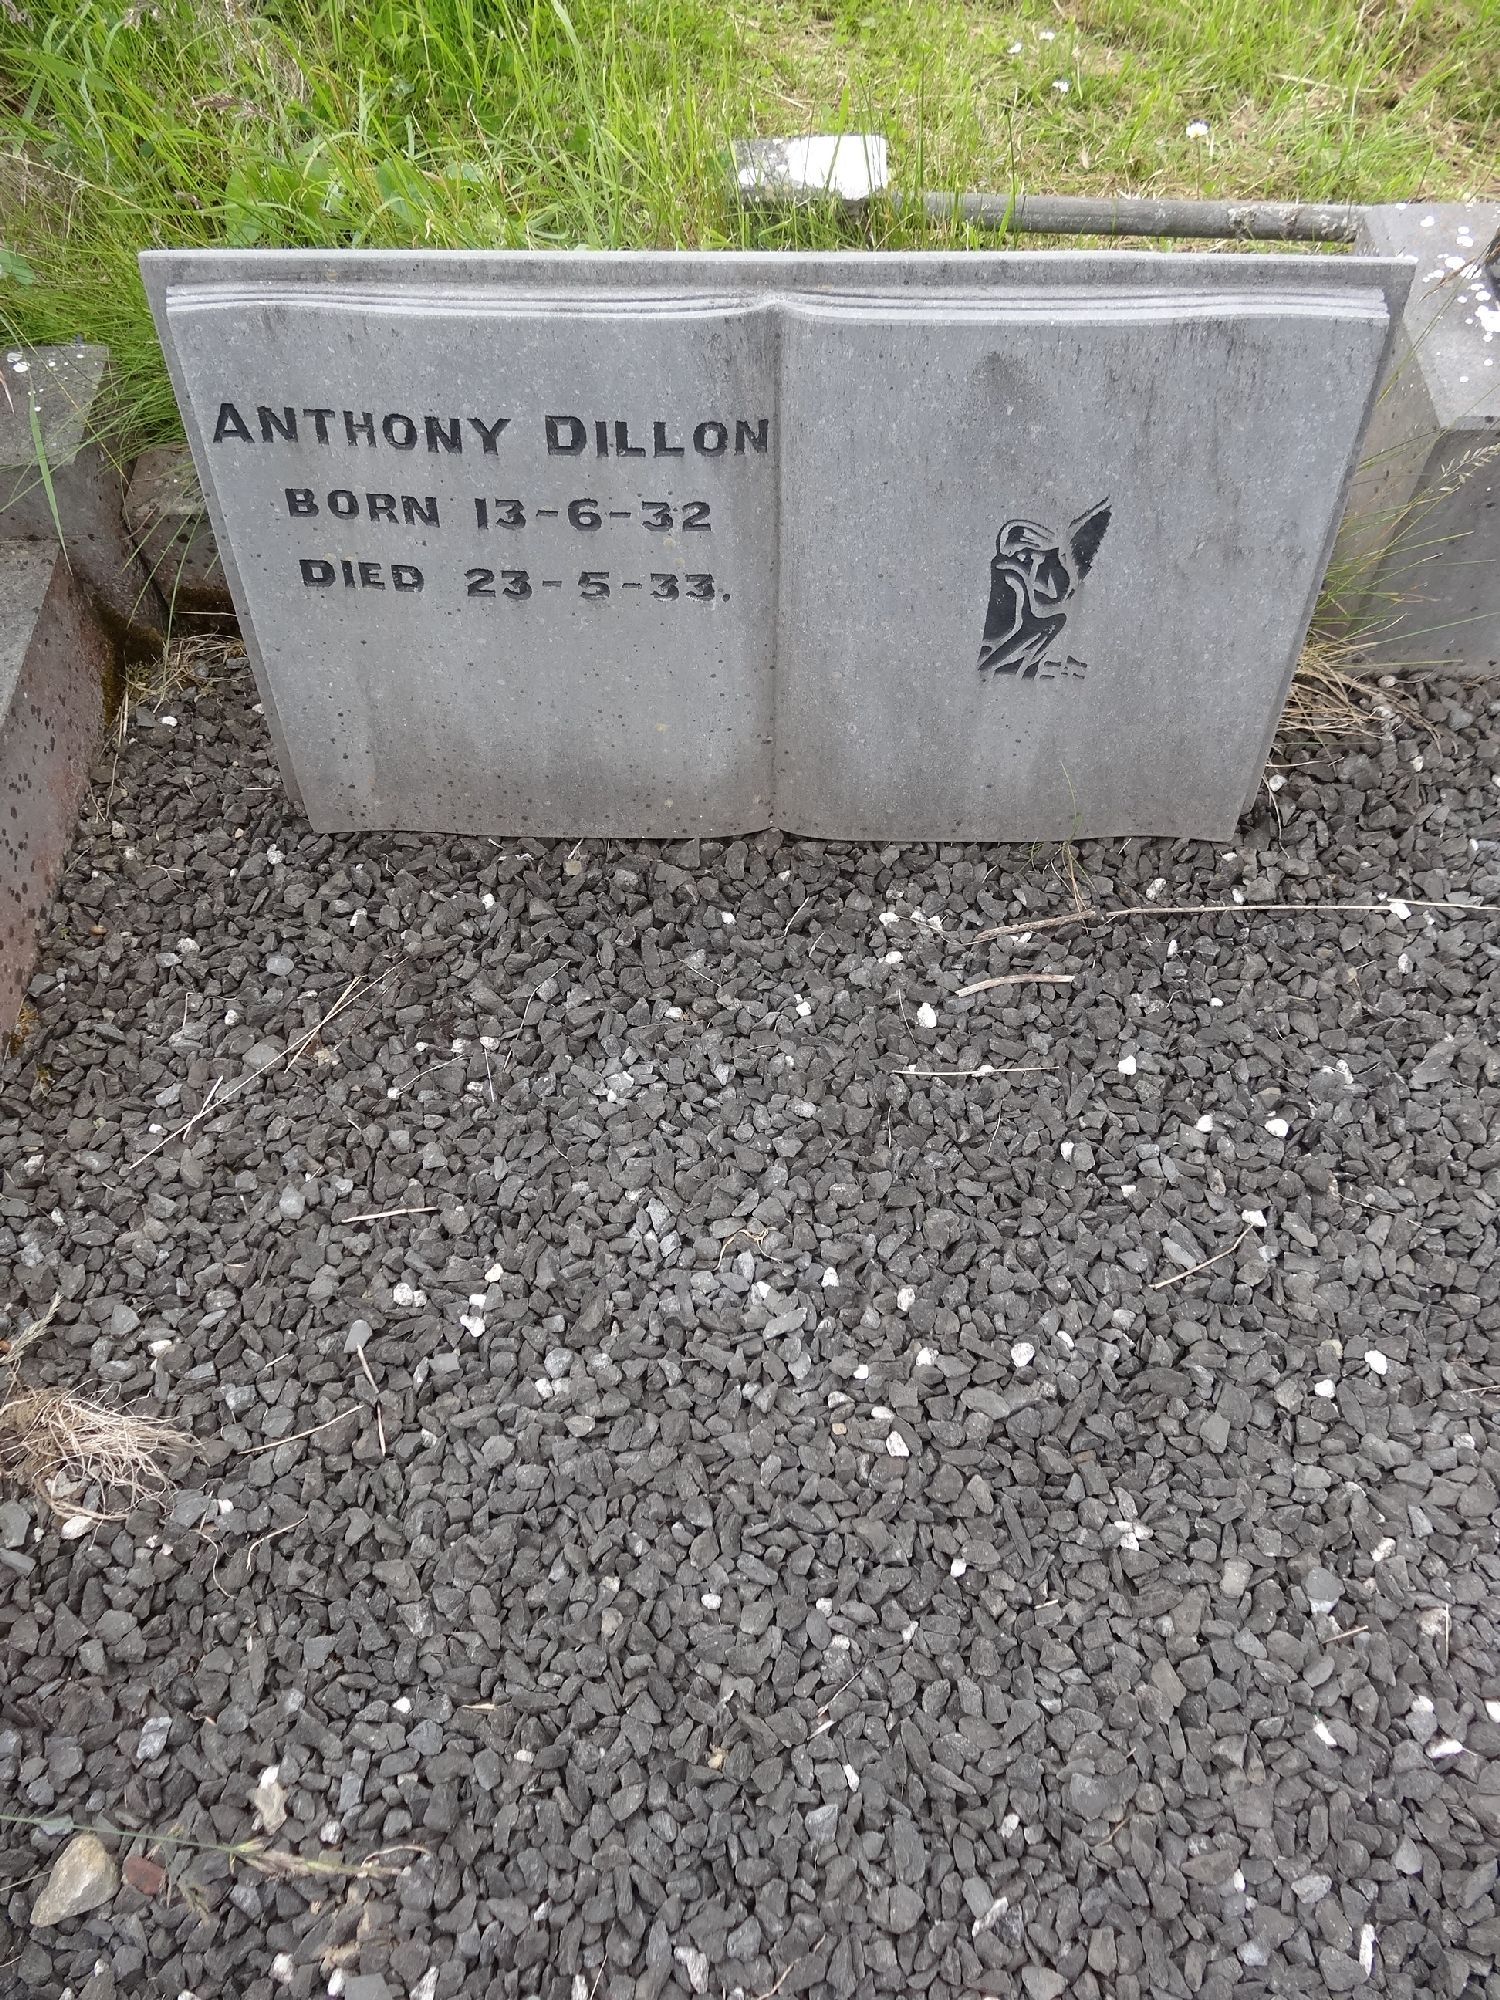 ANTHONY DILLON
BORN 13-6-32
DIED 23-5-33.